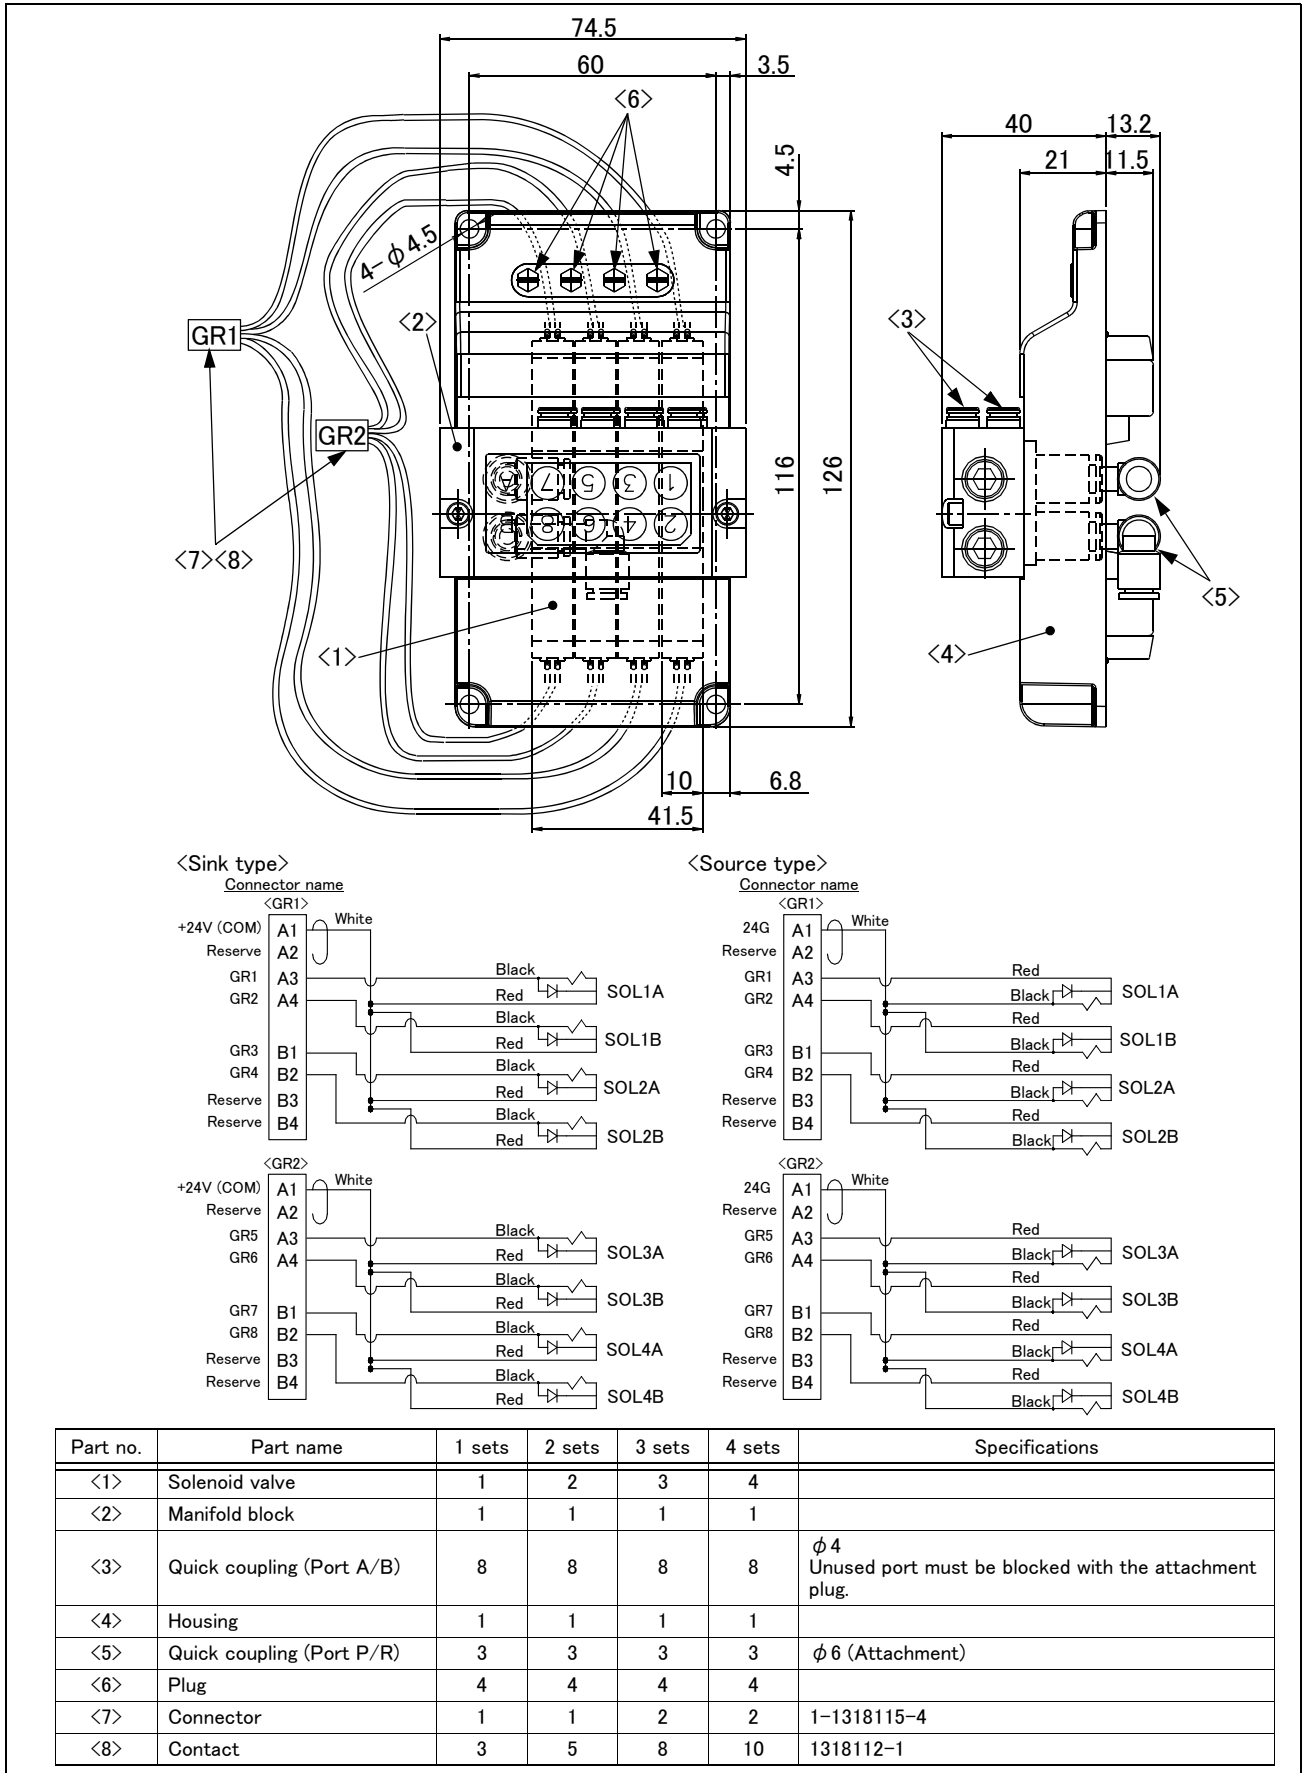 74.5
60
3.5
<6>
4.5
4-φ4.5
GR1
<2>
GR2
<7><8>
A 7 5 3 1
B 8 6 4 2
116
126
<1>
10
6.8
41.5
40
13.2
21
11.5
<3>
<5>
<4>
<Sink type>
Connector name
<GR1>
+24V (COM) A1 White
Reserve A2
GR1 A3 Black
Red SOL1A
GR2 A4 Black
Red SOL1B
GR3 B1 Black
Red SOL2A
GR4 B2 Black
Red SOL2B
Reserve B3
Reserve B4
<GR2>
+24V (COM) A1 White
Reserve A2
GR5 A3 Black
Red SOL3A
GR6 A4 Black
Red SOL3B
GR7 B1 Black
Red SOL4A
GR8 B2 Black
Red SOL4B
Reserve B3
Reserve B4
<Source type>
Connector name
<GR1>
24G A1 White
Reserve A2
GR1 A3 Red
Black SOL1A
GR2 A4 Red
Black SOL1B
GR3 B1 Red
Black SOL2A
GR4 B2 Red
Black SOL2B
Reserve B3
Reserve B4
<GR2>
24G A1 White
Reserve A2
GR5 A3 Red
Black SOL3A
GR6 A4 Red
Black SOL3B
GR7 B1 Red
Black SOL4A
GR8 B2 Red
Black SOL4B
Reserve B3
Reserve B4
Part no. Part name 1 sets 2 sets 3 sets 4 sets Specifications
<1> Solenoid valve 1 2 3 4
<2> Manifold block 1 1 1 1
<3> Quick coupling (Port A/B) 8 8 8 8 φ4
Unused port must be blocked with the attachment
plug.
<4> Housing 1 1 1 1
<5> Quick coupling (Port P/R) 3 3 3 3 φ6 (Attachment)
<6> Plug 4 4 4 4
<7> Connector 1 1 2 2 1-1318115-4
<8> Contact 3 5 8 10 1318112-1